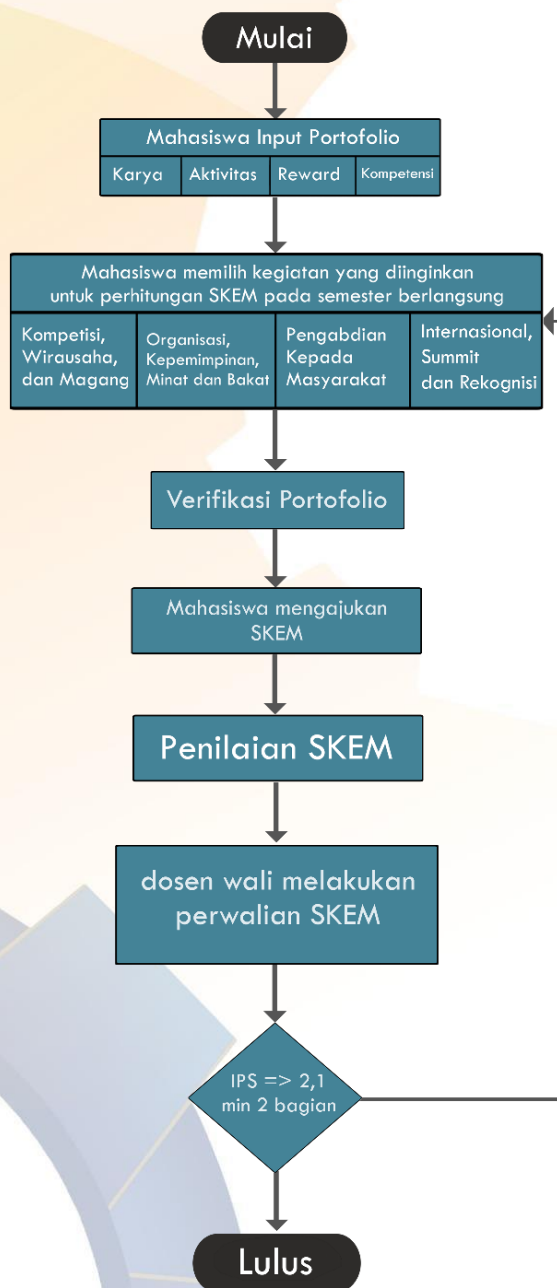 Mulai
Mahasiswa Input Portofolio
Karya
Aktivitas
Reward
Kompetensi
Mahasiswa memilih kegiatan yang diinginkan
untuk perhitungan SKEM pada semester berlangsung
Kompetisi,
Wirausaha,
dan Magang
Organisasi,
Kepemimpinan,
Minat dan Bakat
Pengabdian
Kepada
Masyarakat
Internasional,
Summit
dan Rekognisi
Verifikasi Portofolio
Mahasiswa mengajukan
SKEM
Penilaian SKEM
dosen wali melakukan
perwalian SKEM
IPS => 2,1
min 2 bagian
Lulus